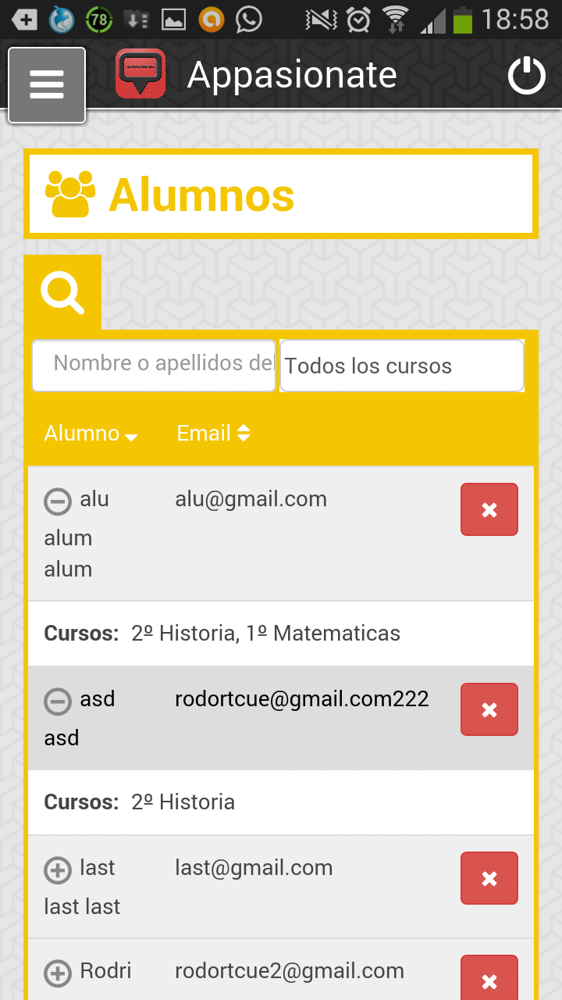 78 18:58
Appasionate
Alumnos
Nombre o apellidos del Todos los cursos
Alumno Email
alu alu@gmail.com
alum
alum
Cursos: 2º Historia, 1º Matematicas
asd rodortcue@gmail.com222
asd
Cursos: 2º Historia
last last@gmail.com
last last
Rodri rodortcue2@gmail.com